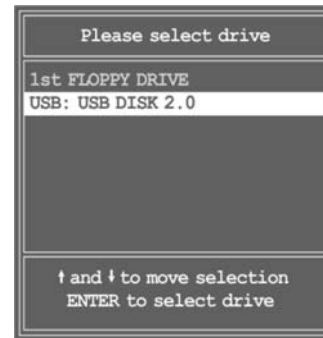 Please select drive
1st FLOPPY DRIVE
USB: USB DISK 2.0
↑ and ↓ to move selection
ENTER to select drive